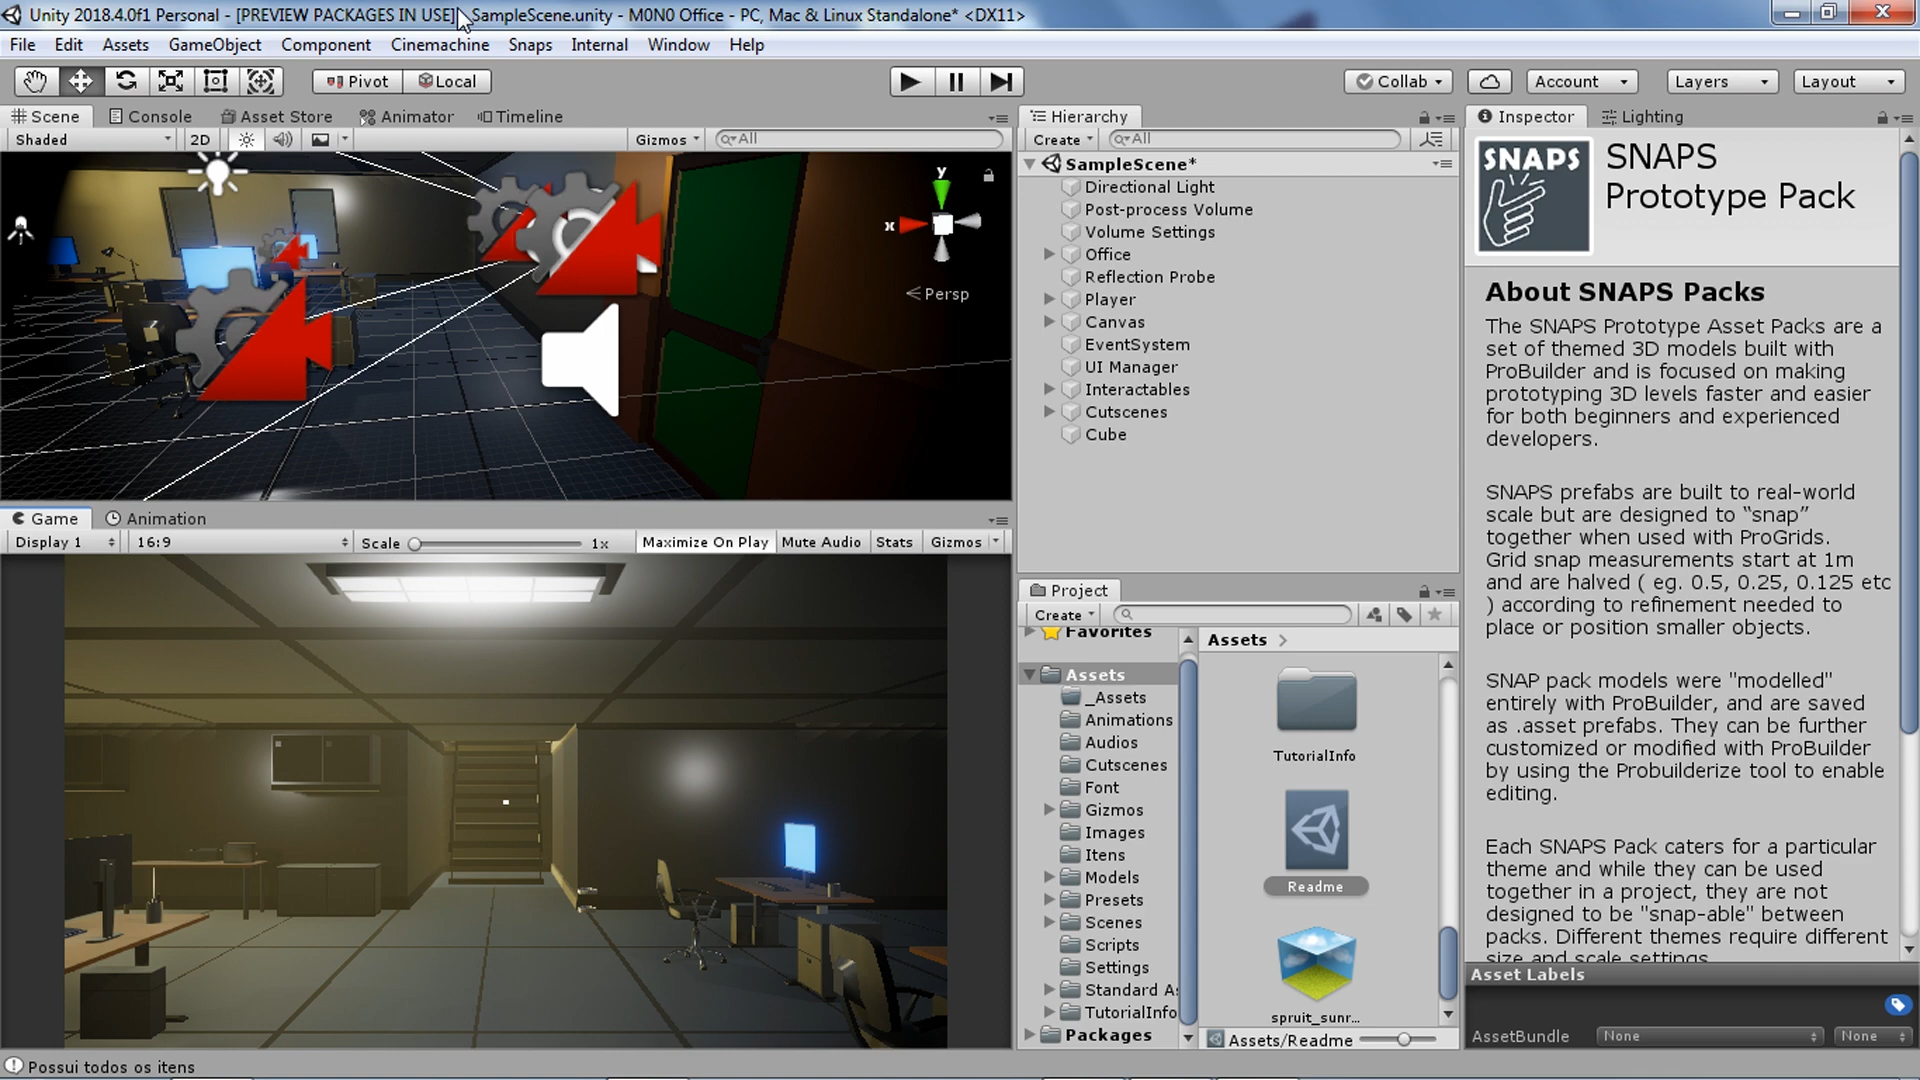 Unity 2018.4.0f1 Personal - [PREVIEW PACKAGES IN USE] - SampleScene.unity - M0N0 Office - PC, Mac & Linux Standalone* <DX11>
File Edit Assets GameObject Component Cinemachine Snaps Internal Window Help
Pivot Local Collab Account Layers Layout
Scene Console Asset Store Animator Timeline
Shaded 2D Gizmos All
y
x
Persp
Game Animation
Display 1 16:9 Scale 1x Maximize On Play Mute Audio Stats Gizmos
Hierarchy
Create All
SampleScene*
Directional Light
Post-process Volume
Volume Settings
Office
Reflection Probe
Player
Canvas
EventSystem
UI Manager
Interactables
Cutscenes
Cube
Project
Create
Favorites
Assets
_Assets
Animations
Audios
Cutscenes
Font
Gizmos
Images
Itens
Models
Presets
Scenes
Scripts
Settings
Standard As
TutorialInfo
Packages
Assets
TutorialInfo
Readme
spruit_sunr...
Assets/Readme
Inspector Lighting
SNAPS
SNAPS
Prototype Pack
About SNAPS Packs
The SNAPS Prototype Asset Packs are a
set of themed 3D models built with
ProBuilder and is focused on making
prototyping 3D levels faster and easier
for both beginners and experienced
developers.
SNAPS prefabs are built to real-world
scale but are designed to “snap”
together when used with ProGrids.
Grid snap measurements start at 1m
and are halved ( eg. 0.5, 0.25, 0.125 etc
) according to refinement needed to
place or position smaller objects.
SNAP pack models were "modelled"
entirely with ProBuilder, and are saved
as .asset prefabs. They can be further
customized or modified with ProBuilder
by using the Probuilderize tool to enable
editing.
Each SNAPS Pack caters for a particular
theme and while they can be used
together in a project, they are not
designed to be "snap-able" between
packs. Different themes require different
size and scale settings.
Asset Labels
AssetBundle None None
Possui todos os itens